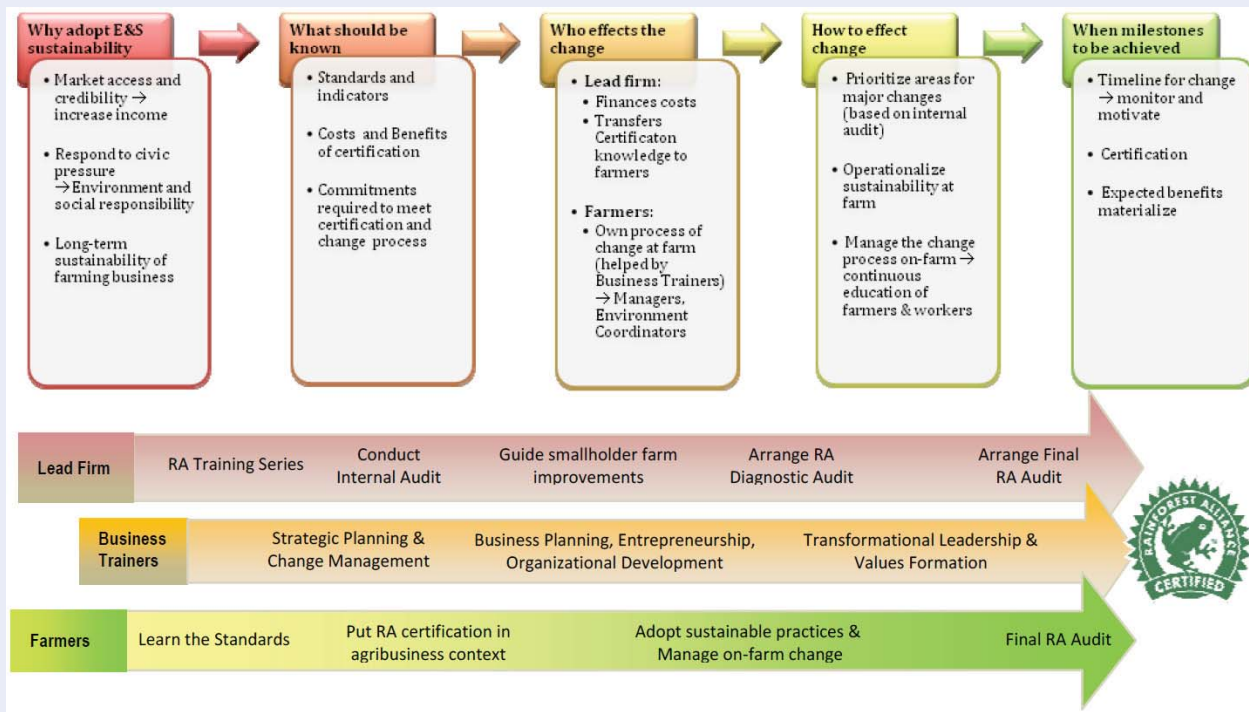 Why adopt E&S
sustainability
• Market access and
credibility →
increase income
• Respond to civic
pressure
→Environment and
social responsibility
• Long-term
sustainability of
farming business
What should be
known
• Standards and
indicators
• Costs and Benefits
of certification
• Commitments
required to meet
certification and
change process
Who effects the
change
• Lead firm:
• Finances costs
• Transfers
Certificaton
knowledge to
farmers
• Farmers:
• Own process of
change at farm
(helped by
Business Trainers)
→ Managers,
Environment
Coordinators
How to effect
change
• Prioritize areas for
major changes
(based on internal
audit)
• Operationalize
sustainability at
farm
• Manage the change
process on-farm →
continuous
education of
farmers & workers
When milestones
to be achieved
• Timeline for change
→ monitor and
motivate
• Certification
• Expected benefits
materialize
Lead Firm
RA Training Series
Conduct
Internal Audit
Guide smallholder farm
improvements
Arrange RA
Diagnostic Audit
Arrange Final
RA Audit
Business
Trainers
Strategic Planning &
Change Management
Business Planning, Entrepreneurship,
Organizational Development
Transformational Leadership &
Values Formation
Farmers
Learn the Standards
Put RA certification in
agribusiness context
Adopt sustainable practices &
Manage on-farm change
Final RA Audit
RAINFOREST ALLIANCE
CERTIFIED